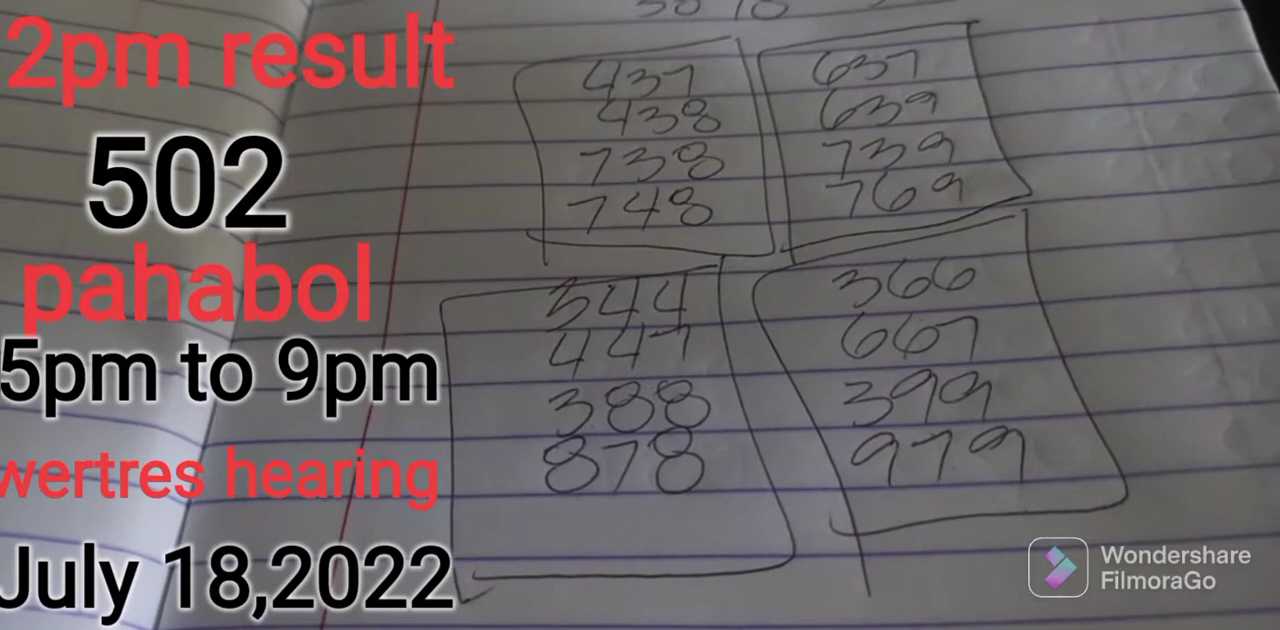 2pm result
502
pahabol
5pm to 9pm
wertres hearing
July 18,2022
437
438
738
748
637
639
739
769
344
447
388
878
366
667
399
979
Wondershare
FilmoraGo